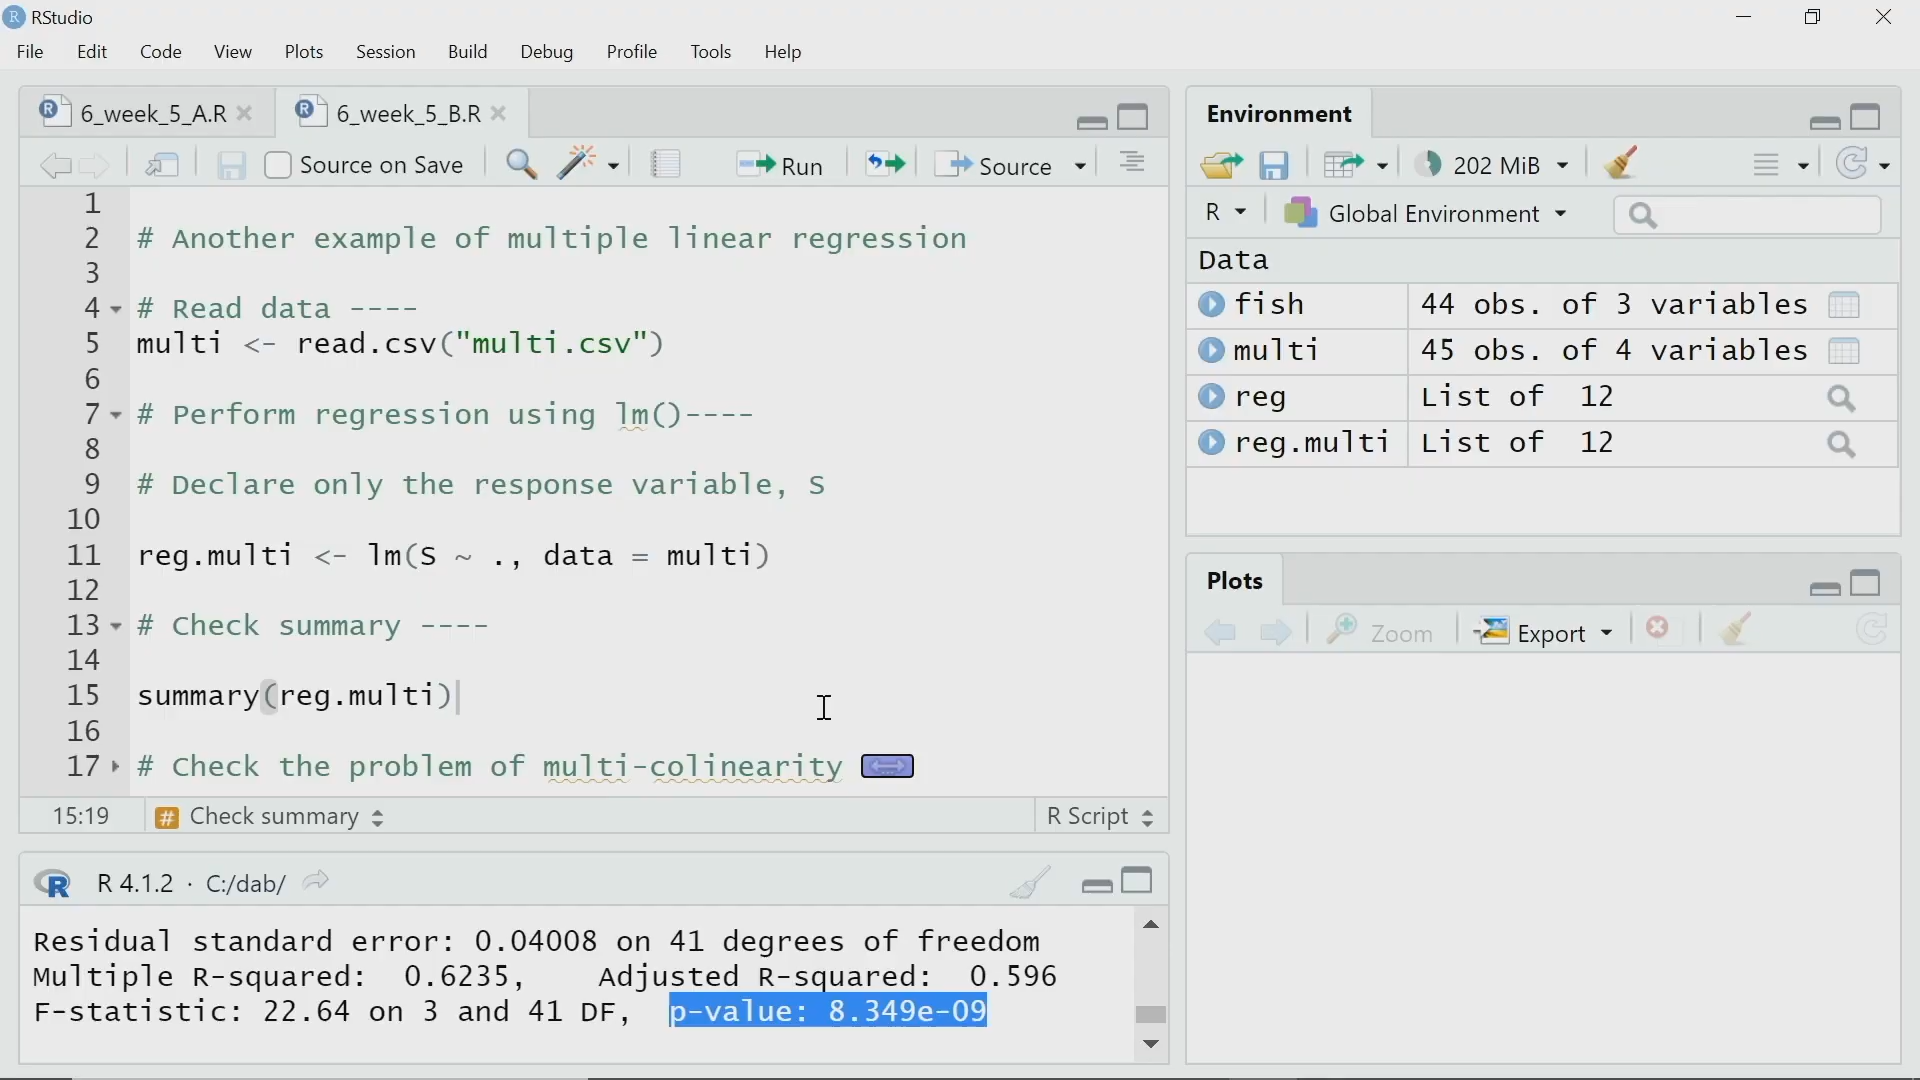 RStudio
File Edit Code View Plots Session Build Debug Profile Tools Help
6_week_5_A.R 6_week_5_B.R
Source on Save Run Source
1
2 # Another example of multiple linear regression
3
4 # Read data ----
5 multi <- read.csv("multi.csv")
6
7 # Perform regression using lm()----
8
9 # Declare only the response variable, S
10
11 reg.multi <- lm(S ~ ., data = multi)
12
13 # Check summary ----
14
15 summary(reg.multi)
16
17 # Check the problem of multi-colinearity
15:19 # Check summary R Script
R 4.1.2 · C:/dab/
Residual standard error: 0.04008 on 41 degrees of freedom
Multiple R-squared: 0.6235, Adjusted R-squared: 0.596
F-statistic: 22.64 on 3 and 41 DF, p-value: 8.349e-09
Environment
202 MiB
R Global Environment
Data
fish 44 obs. of 3 variables
multi 45 obs. of 4 variables
reg List of 12
reg.multi List of 12
Plots
Zoom Export